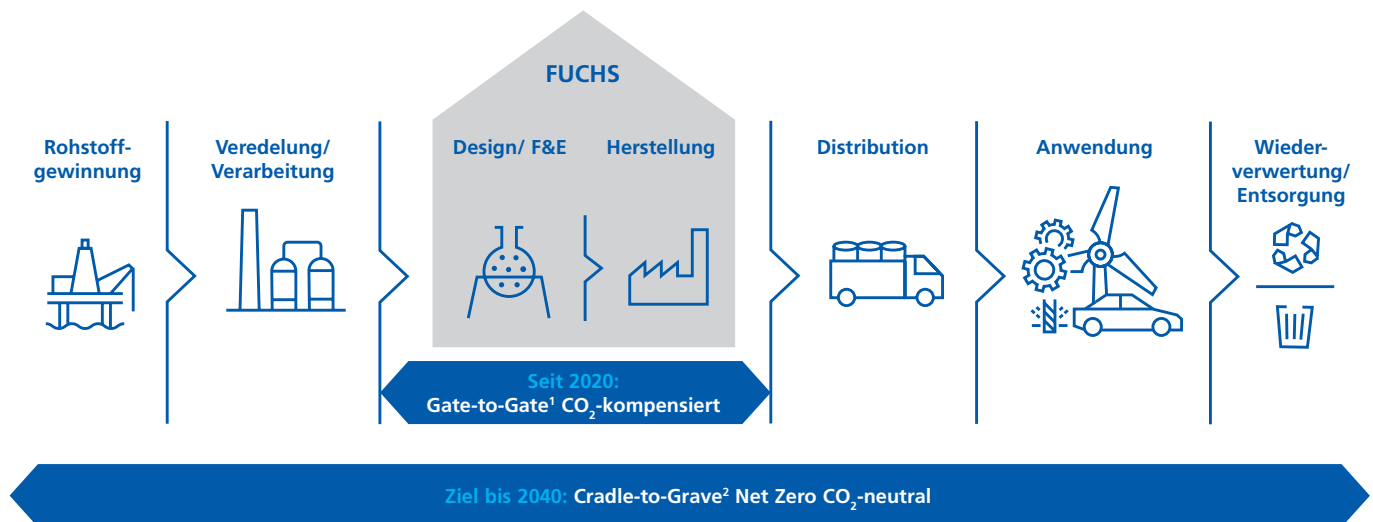 FUCHS
Rohstoff-
gewinnung
Veredelung/
Verarbeitung
Design/ F&E
Herstellung
Distribution
Anwendung
Wieder-
verwertung/
Entsorgung
Seit 2020:
Gate-to-Gate¹ CO₂-kompensiert
Ziel bis 2040: Cradle-to-Grave² Net Zero CO₂-neutral